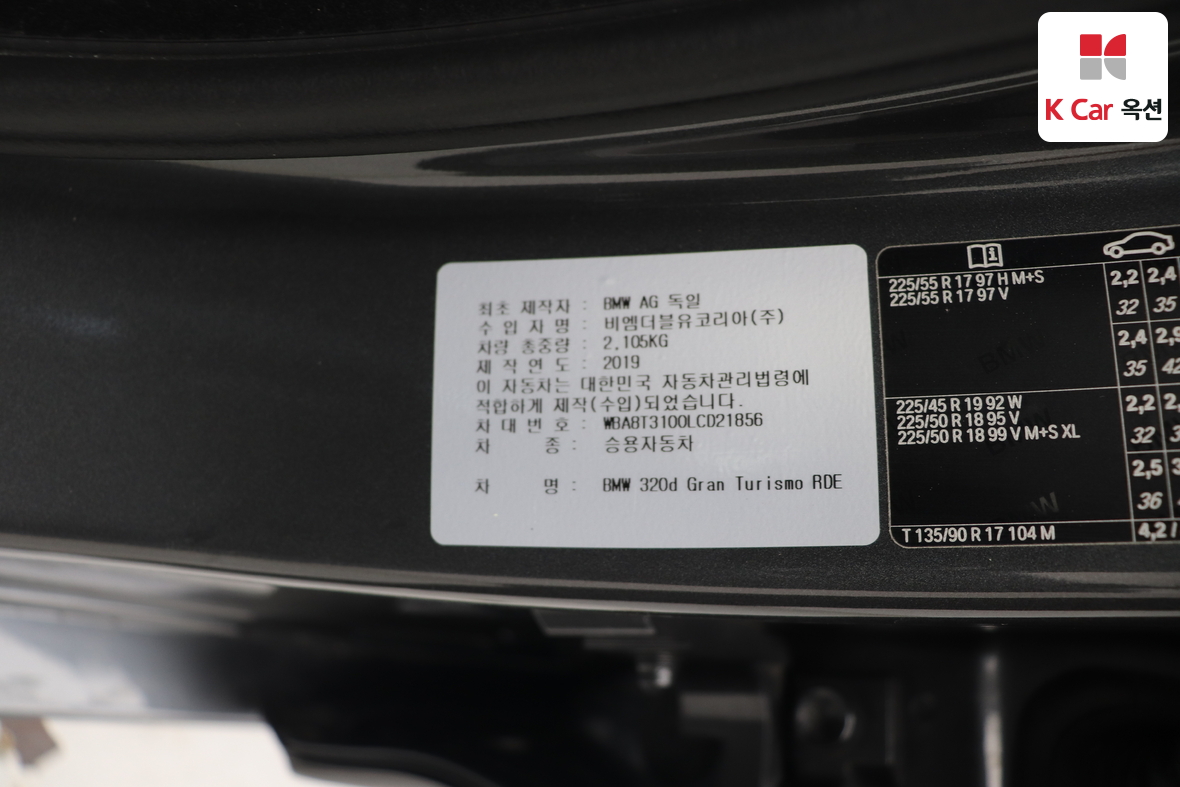 K Car 옥션
최초 제작자 : BMW AG 독일
수 입 자 명 : 비엠더블유코리아(주)
차량 총중량 : 2,105KG
제 작 연 도 : 2019
이 자동차는 대한민국 자동차관리법령에
적합하게 제작(수입)되었습니다.
차 대 번 호 : WBA8T3100LCD21856
차 종 : 승용자동차
차 명 : BMW 320d Gran Turismo RDE
225/55 R 17 97 H M+S
225/55 R 17 97 V
2,2 2,4
32 35
2,4
35
225/45 R 19 92 W
225/50 R 18 95 V
225/50 R 18 99 V M+S XL
2,2
32
2,5
36
T 135/90 R 17 104 M
4,2 /